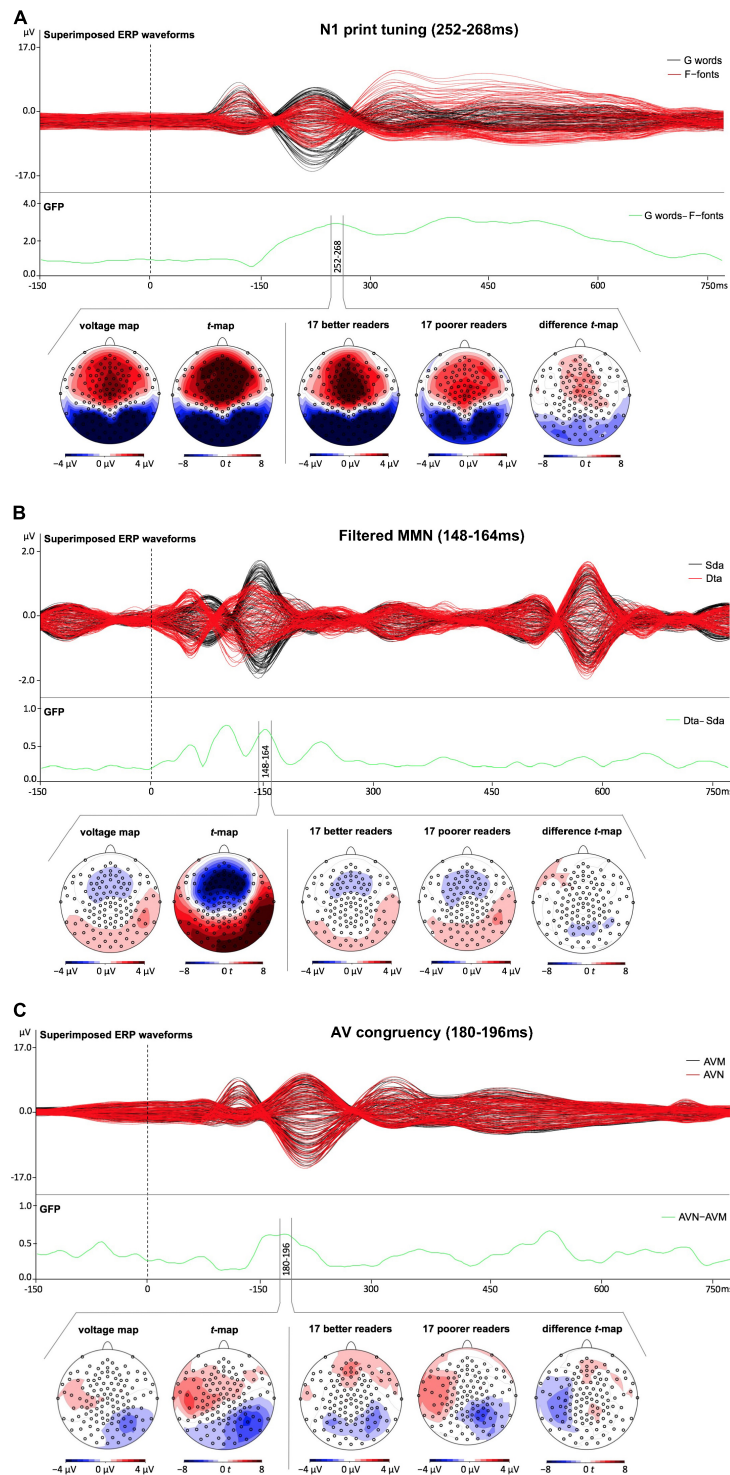 A
N1 print tuning (252-268ms)
µV
Superimposed ERP waveforms
17.0
G words
F-fonts
0.0
-17.0
4.0
GFP
G words- F-fonts
2.0
252-268
0.0
-150 0 -150 300 450 600 750ms
voltage map t-map 17 better readers 17 poorer readers difference t-map
-4 µV 0 µV 4 µV -8 0 t 8 -4 µV 0 µV 4 µV -4 µV 0 µV 4 µV -8 0 t 8
B
Filtered MMN (148-164ms)
µV
Superimposed ERP waveforms
2.0
Sda
Dta
0.0
-2.0
1.0
GFP
Dta- Sda
0.5
148-164
0.0
-150 0 -150 300 450 600 750ms
voltage map t-map 17 better readers 17 poorer readers difference t-map
-4 µV 0 µV 4 µV -8 0 t 8 -4 µV 0 µV 4 µV -4 µV 0 µV 4 µV -8 0 t 8
C
AV congruency (180-196ms)
µV
Superimposed ERP waveforms
17.0
AVM
AVN
0.0
-17.0
1.0
GFP
AVN-AVM
0.5
180-196
0.0
-150 0 -150 300 450 600 750ms
voltage map t-map 17 better readers 17 poorer readers difference t-map
-4 µV 0 µV 4 µV -8 0 t 8 -4 µV 0 µV 4 µV -4 µV 0 µV 4 µV -8 0 t 8